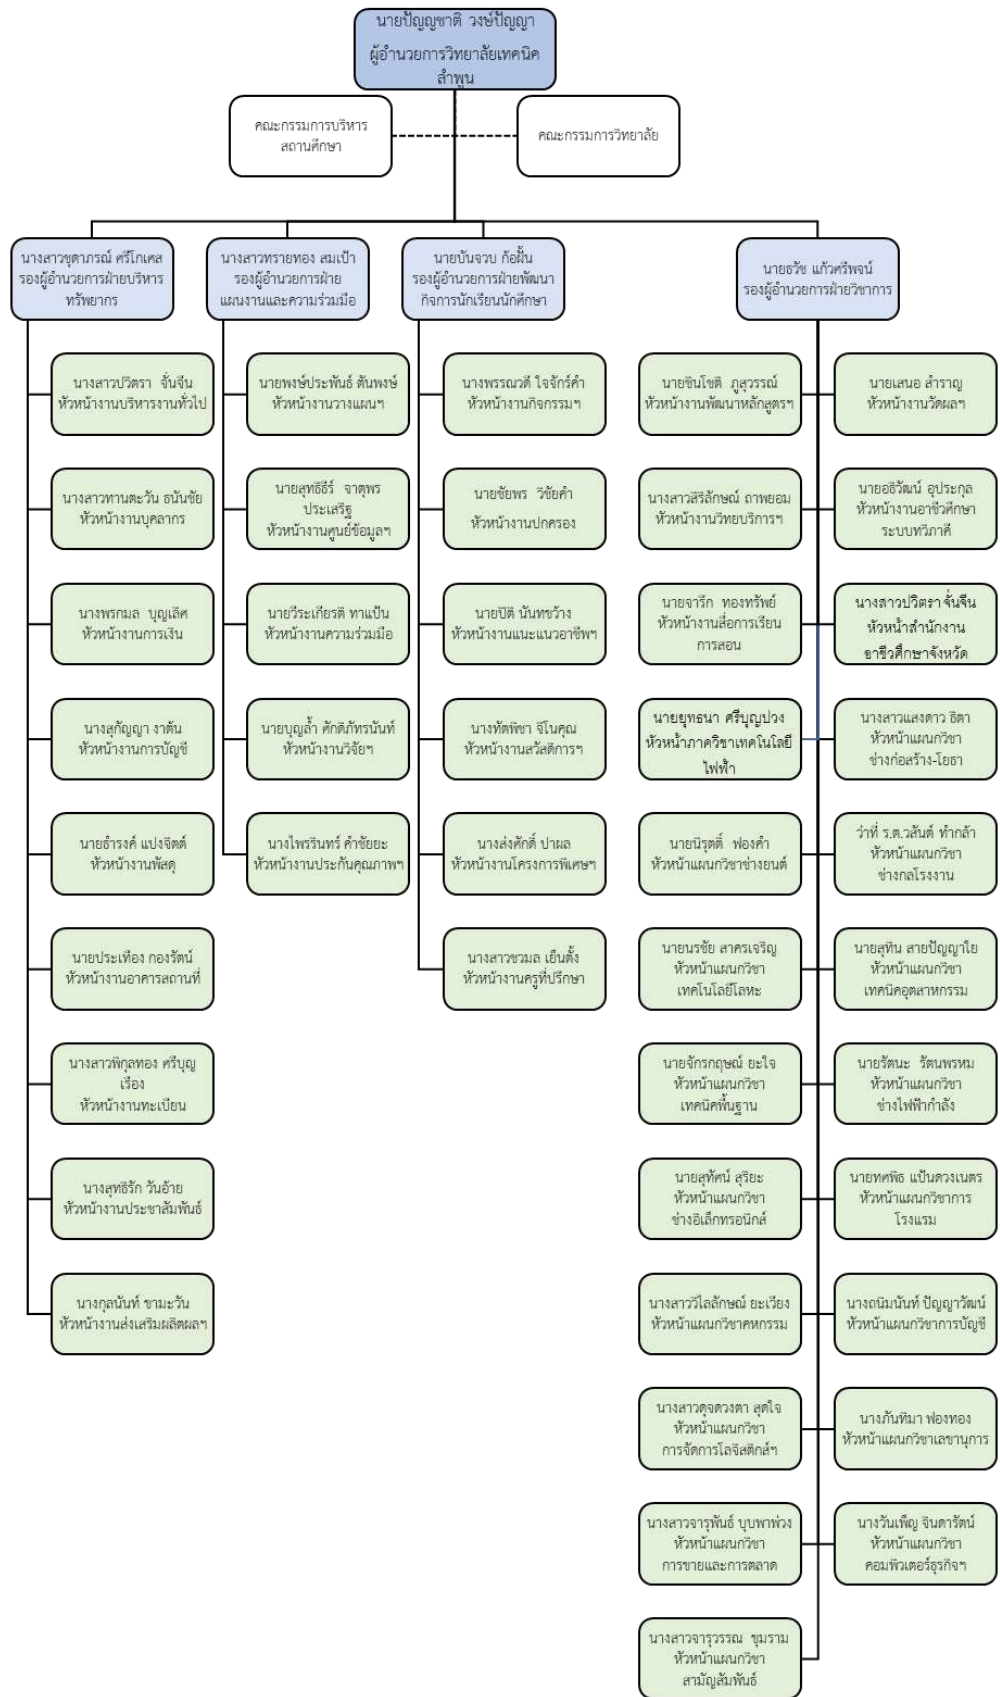 นายปัญญชาติ วงษ์ปัญญา
ผู้อำนวยการวิทยาลัยเทคนิค
ลำพูน
คณะกรรมการบริหาร
สถานศึกษา
คณะกรรมการวิทยาลัย
นางสาวชุดาภรณ์ ศรีโกเศส
รองผู้อำนวยการฝ่ายบริหาร
ทรัพยากร
นางสาวทรายทอง สมเป้า
รองผู้อำนวยการฝ่าย
แผนงานและความร่วมมือ
นายบันจวบ ก้อฝั้น
รองผู้อำนวยการฝ่ายพัฒนา
กิจการนักเรียนนักศึกษา
นายธวัช แก้วศรีพจน์
รองผู้อำนวยการฝ่ายวิชาการ
นางสาวปวิตรา จั่นจีน
หัวหน้างานบริหารงานทั่วไป
นางสาวทานตะวัน ธนันชัย
หัวหน้างานบุคลากร
นางพรกมล บุญเลิศ
หัวหน้างานการเงิน
นางสุกัญญา งาต้น
หัวหน้างานการบัญชี
นายธำรงค์ แปงจิตต์
หัวหน้างานพัสดุ
นายประเทือง กองรัตน์
หัวหน้างานอาคารสถานที่
นางสาวพิกุลทอง ศรีบุญ
เรือง
หัวหน้างานทะเบียน
นางสุทธิรัก วันอ้าย
หัวหน้างานประชาสัมพันธ์
นางกุลนันท์ ขามะวัน
หัวหน้างานส่งเสริมผลิตผลฯ
นายพงษ์ประพันธ์ ตันพงษ์
หัวหน้างานวางแผนฯ
นายสุทธิธีร์ จาตุพร
ประเสริฐ
หัวหน้างานศูนย์ข้อมูลฯ
นายวีระเกียรติ ทาแป้น
หัวหน้างานความร่วมมือ
นายบุญล้ำ ศักดิภัทรนันท์
หัวหน้างานวิจัยฯ
นางไพรรินทร์ คำชัยยะ
หัวหน้างานประกันคุณภาพฯ
นางพรรณวดี ใจจักร์คำ
หัวหน้างานกิจกรรมฯ
นายชัยพร วิชัยคำ
หัวหน้างานปกครอง
นายปิติ นันทขว้าง
หัวหน้างานแนะแนวอาชีพฯ
นางทัตพิชา จิโนคุณ
หัวหน้างานสวัสดิการฯ
นางส่งศักดิ์ ปาผล
หัวหน้างานโครงการพิเศษฯ
นางสาวชวมล เย็นตั้ง
หัวหน้างานครูที่ปรึกษา
นายชินโชติ ภูสุวรรณ์
หัวหน้างานพัฒนาหลักสูตรฯ
นายเสนอ สำราญ
หัวหน้างานวัดผลฯ
นางสาวสิริลักษณ์ ถาพยอม
หัวหน้างานวิทยบริการฯ
นายอธิวัฒน์ อุประกุล
หัวหน้างานอาชีวศึกษา
ระบบทวิภาคี
นายจารึก ทองทรัพย์
หัวหน้างานสื่อการเรียน
การสอน
นางสาวปวิตรา จั่นจีน
หัวหน้าสำนักงาน
อาชีวศึกษาจังหวัด
นายยุทธนา ศรีบุญปวง
หัวหน้าภาควิชาเทคโนโลยี
ไฟฟ้า
นางสาวแสงดาว ธิตา
หัวหน้าแผนกวิชา
ช่างก่อสร้าง-โยธา
นายนิรุตติ์ ฟองคำ
หัวหน้าแผนกวิชาช่างยนต์
ว่าที่ ร.ต.วสันต์ ทำกล้า
หัวหน้าแผนกวิชา
ช่างกลโรงงาน
นายนรชัย สาครเจริญ
หัวหน้าแผนกวิชา
เทคโนโลยีโลหะ
นายสุทิน สายปัญญาใย
หัวหน้าแผนกวิชา
เทคนิคอุตสาหกรรม
นายจักรกฤษณ์ ยะใจ
หัวหน้าแผนกวิชา
เทคนิคพื้นฐาน
นายรัตนะ รัตนพรหม
หัวหน้าแผนกวิชา
ช่างไฟฟ้ากำลัง
นายสุทัศน์ สุริยะ
หัวหน้าแผนกวิชา
ช่างอิเล็กทรอนิกส์
นายทศพิธ แป้นดวงเนตร
หัวหน้าแผนกวิชาการ
โรงแรม
นางสาววิไลลักษณ์ ยะเวียง
หัวหน้าแผนกวิชาคหกรรม
นางถนิมนันท์ ปัญญาวัฒน์
หัวหน้าแผนกวิชาการบัญชี
นางสาวดุจดวงตา สุดใจ
หัวหน้าแผนกวิชา
การจัดการโลจิสติกส์ฯ
นางภันทิมา ฟองทอง
หัวหน้าแผนกวิชาเลขานุการ
นางสาวจารุพันธ์ บุบพาพ่วง
หัวหน้าแผนกวิชา
การขายและการตลาด
นางวันเพ็ญ จินดารัตน์
หัวหน้าแผนกวิชา
คอมพิวเตอร์ธุรกิจฯ
นางสาวจารุวรรณ ชุมราม
หัวหน้าแผนกวิชา
สามัญสัมพันธ์